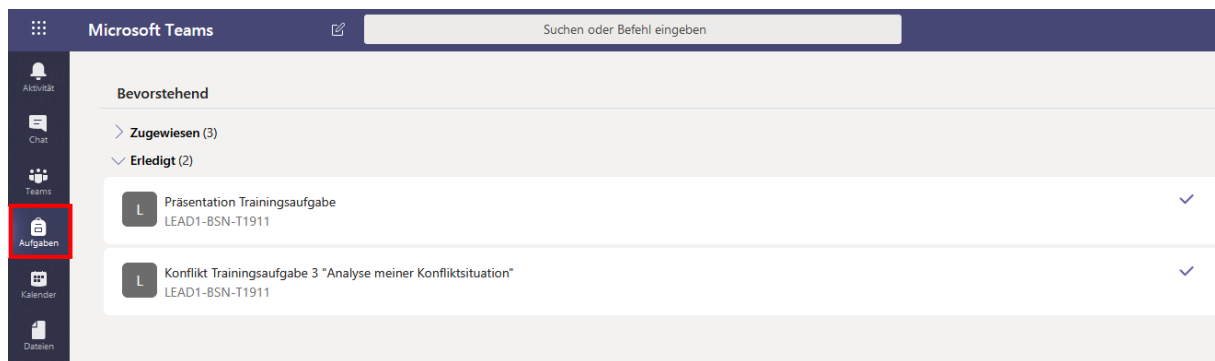 Microsoft Teams
Suchen oder Befehl eingeben
Aktivität
Chat
Teams
Aufgaben
Kalender
Dateien
Bevorstehend
Zugewiesen (3)
Erledigt (2)
L
Präsentation Trainingsaufgabe
LEAD1-BSN-T1911
L
Konflikt Trainingsaufgabe 3 "Analyse meiner Konfliktsituation"
LEAD1-BSN-T1911